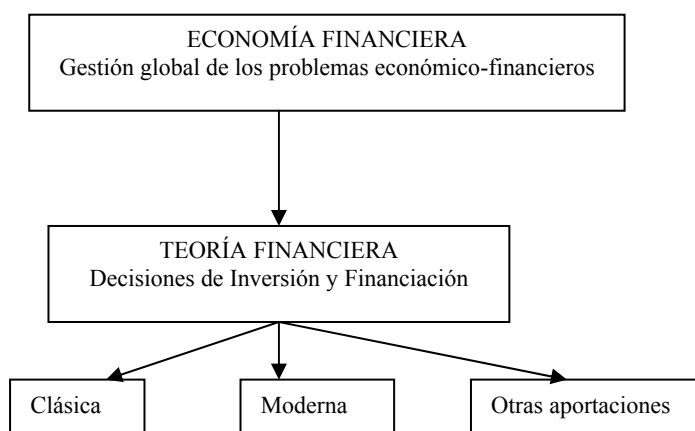 ECONOMÍA FINANCIERA
Gestión global de los problemas económico-financieros
TEORÍA FINANCIERA
Decisiones de Inversión y Financiación
Clásica
Moderna
Otras aportaciones